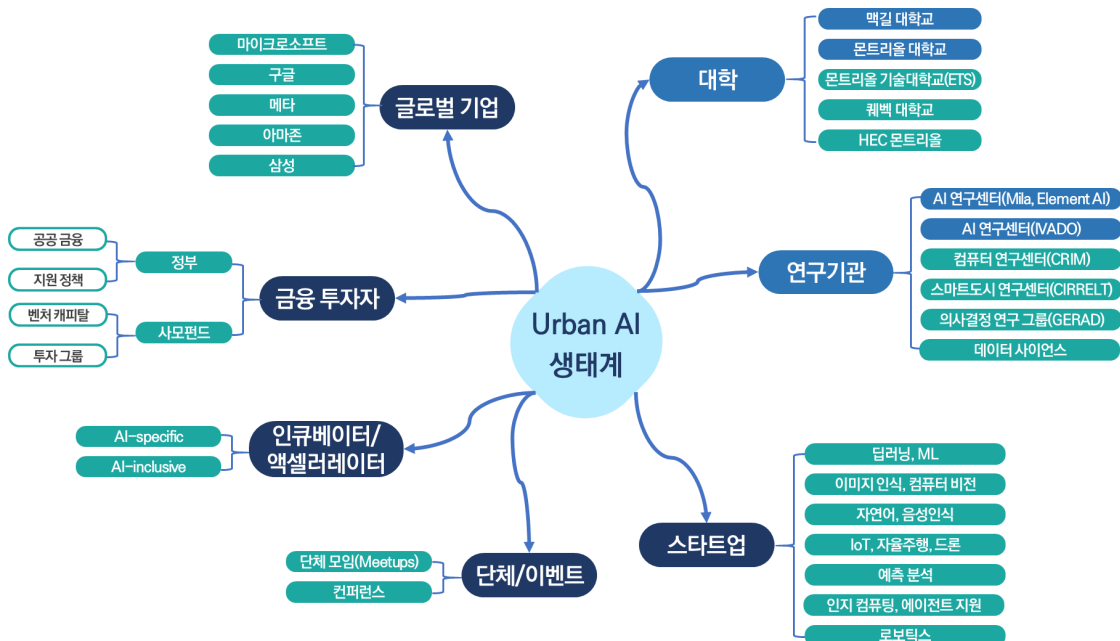 Urban AI
생태계
글로벌 기업
마이크로소프트
구글
메타
아마존
삼성
대학
맥길 대학교
몬트리올 대학교
몬트리올 기술대학교(ETS)
퀘벡 대학교
HEC 몬트리올
연구기관
AI 연구센터(Mila, Element AI)
AI 연구센터(IVADO)
컴퓨터 연구센터(CRIM)
스마트도시 연구센터(CIRRELT)
의사결정 연구 그룹(GERAD)
데이터 사이언스
금융 투자자
정부
공공 금융
지원 정책
사모펀드
벤처 캐피탈
투자 그룹
인큐베이터/
액셀러레이터
AI-specific
AI-inclusive
단체/이벤트
단체 모임(Meetups)
컨퍼런스
스타트업
딥러닝, ML
이미지 인식, 컴퓨터 비전
자연어, 음성인식
IoT, 자율주행, 드론
예측 분석
인지 컴퓨팅, 에이전트 지원
로보틱스